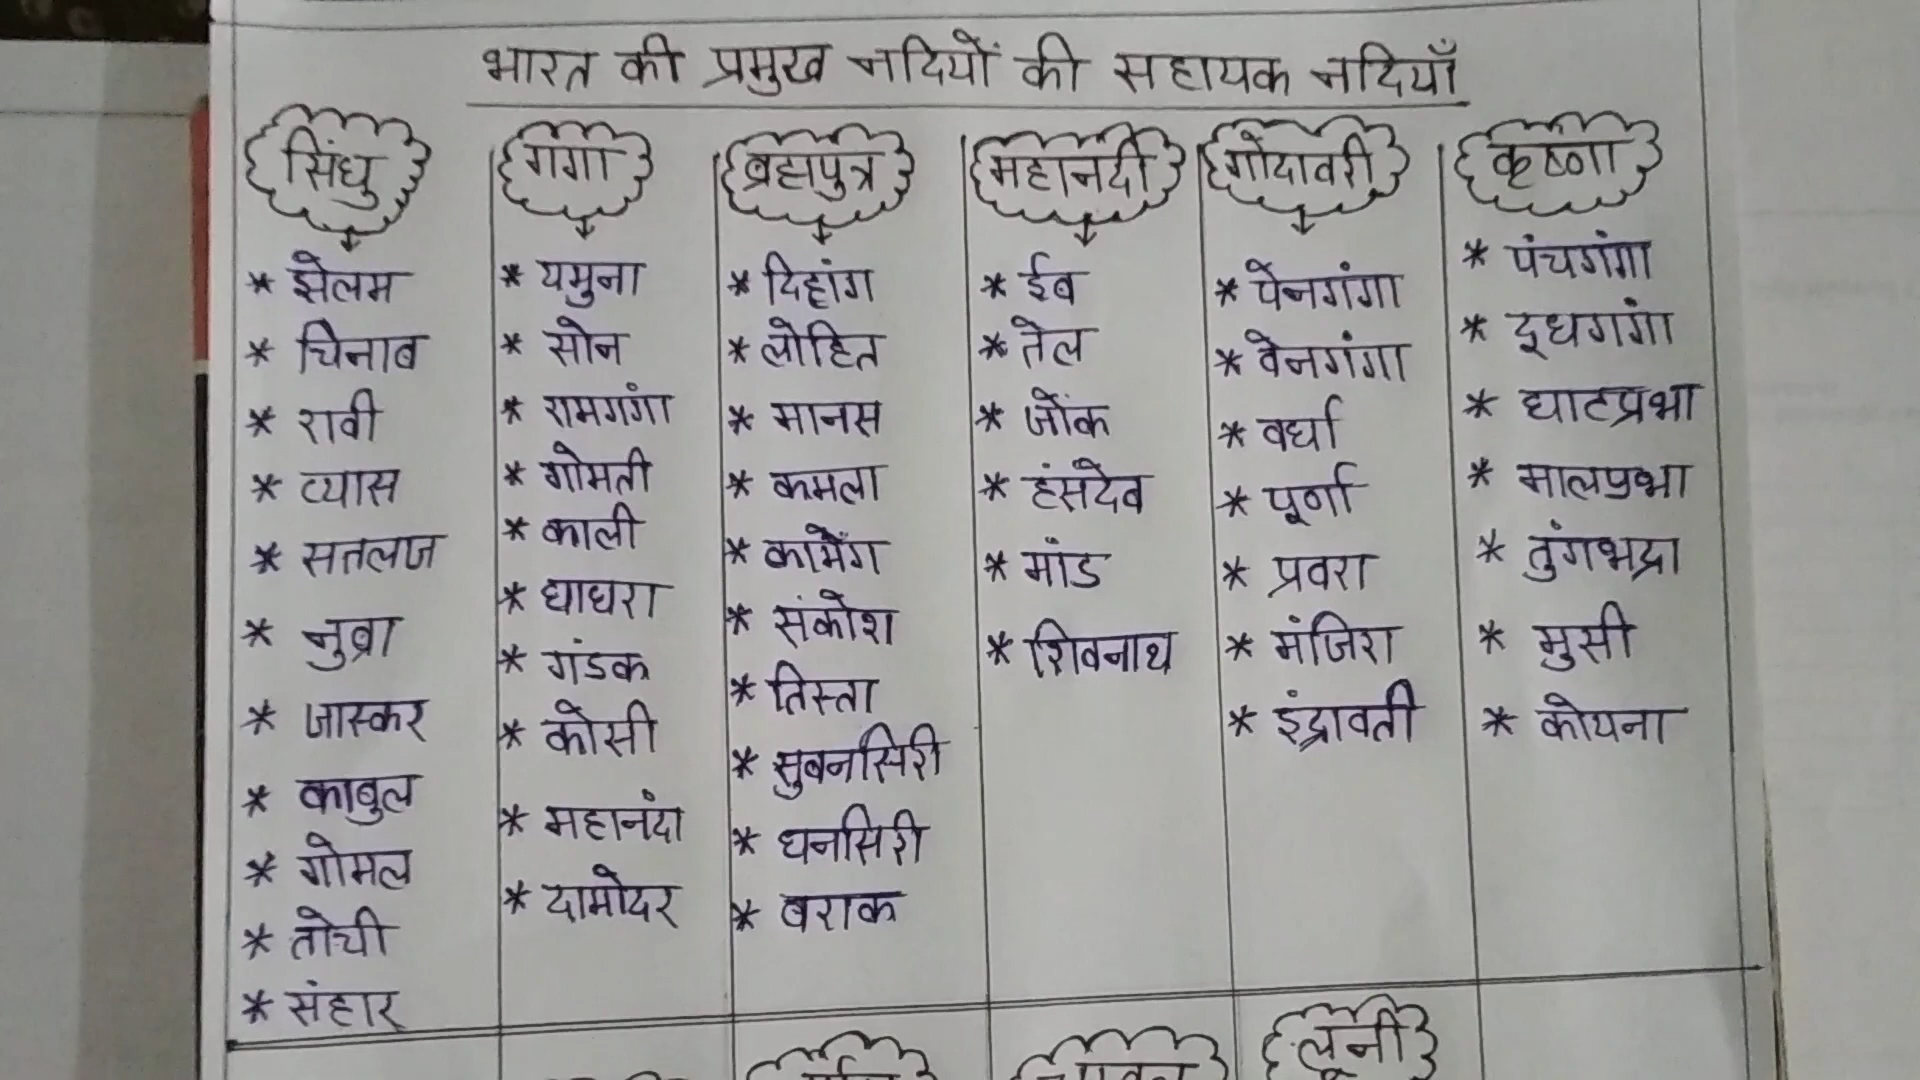 भारत की प्रमुख नदियों की सहायक नदियाँ
सिंधु
* झेलम
* चिनाब
* रावी
* व्यास
* सतलज
* नुब्रा
* जास्कर
* काबुल
* गोमल
* तोची
* संहार
गंगा
* यमुना
* सोन
* रामगंगा
* गोमती
* काली
* घाघरा
* गंडक
* कोसी
* महानंदा
* दामोदर
ब्रह्मपुत्र
* दिहांग
* लोहित
* मानस
* कमला
* कामेंग
* संकोश
* तिस्ता
* सुबनसिरी
* धनसिरी
* बराक
महानदी
* ईब
* तेल
* जोंक
* हंसदेव
* मांड
* शिवनाथ
गोदावरी
* पेनगंगा
* वेनगंगा
* वर्धा
* पूर्णा
* प्रवरा
* मंजिरा
* इंद्रावती
कृष्णा
* पंचगंगा
* दूधगंगा
* घाटप्रभा
* मालप्रभा
* तुंगभद्रा
* मुसी
* कोयना
लूनी